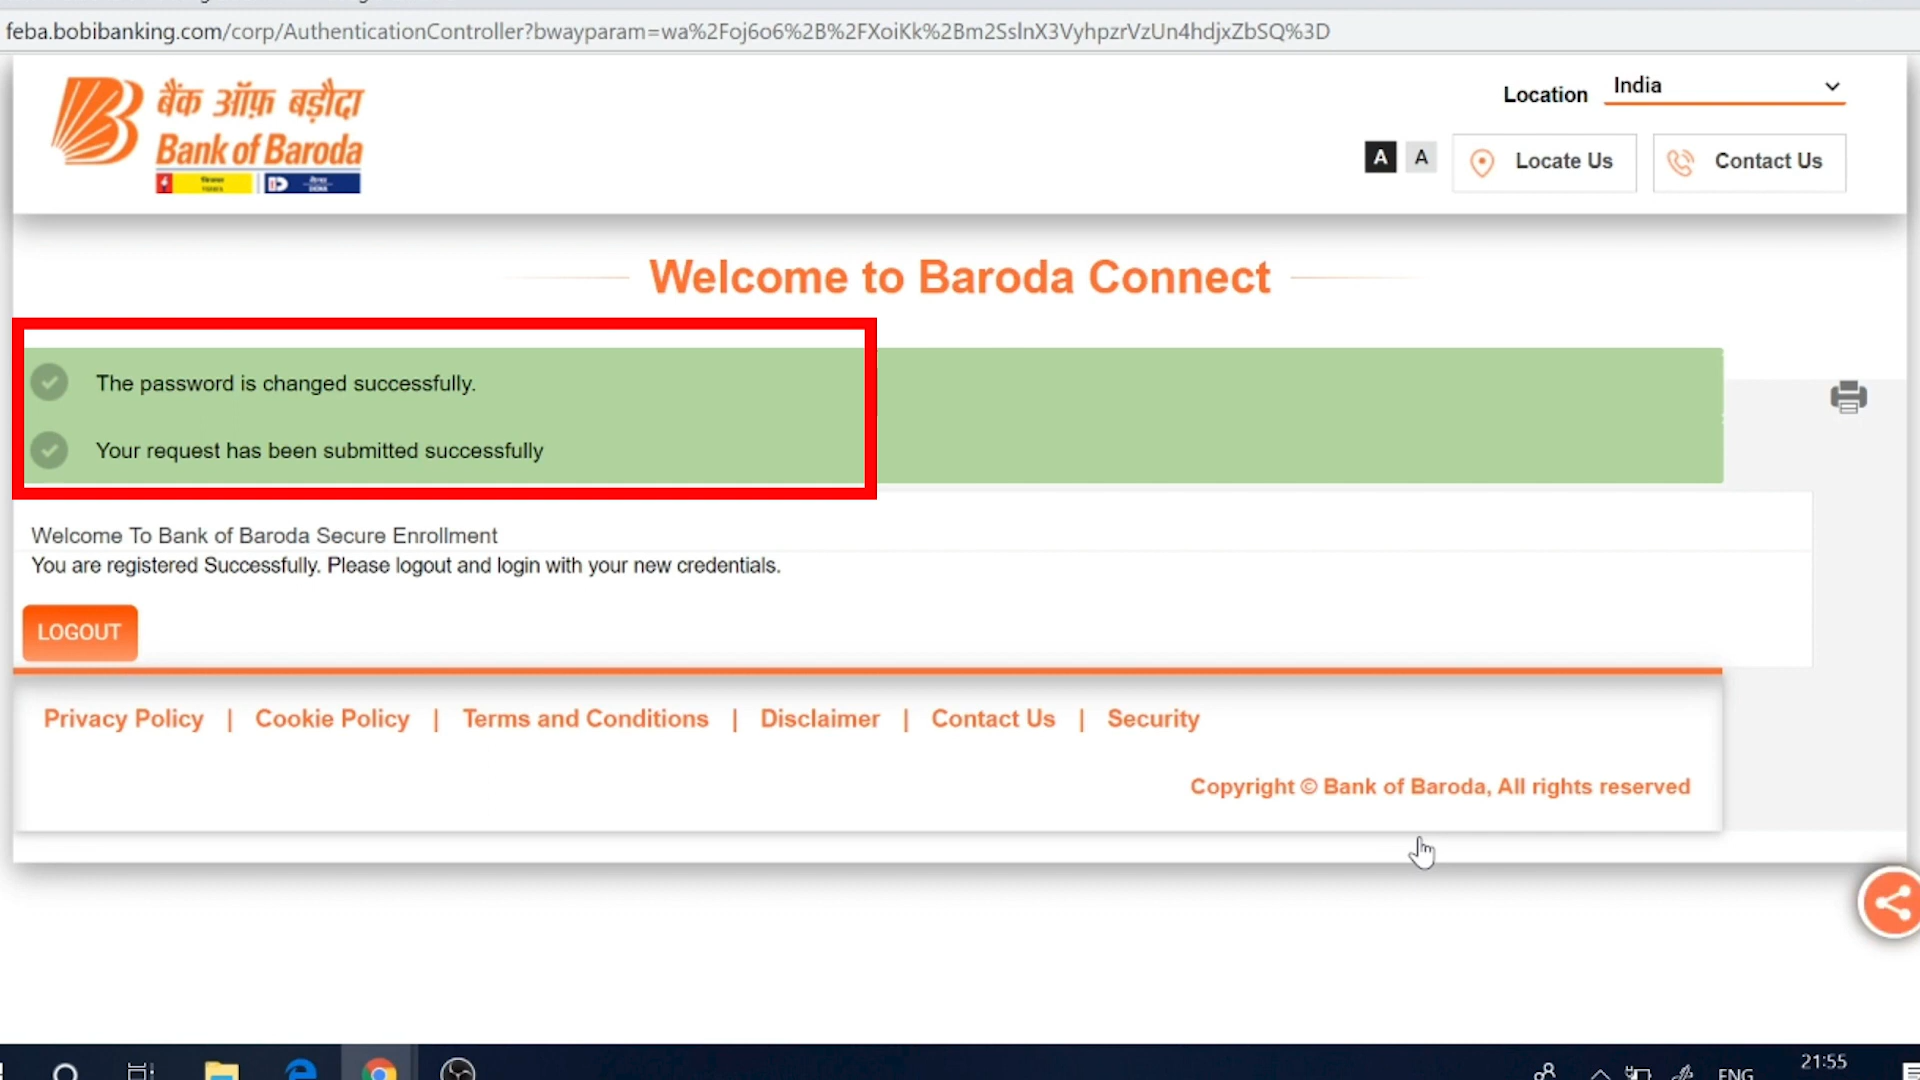 feba.bobibanking.com/corp/AuthenticationController?bwayparam=wa%2Foj6o6%2B%2FXoiKk%2Bm2SslnX3VyhpzrVzUn4hdjxZbSQ%3D
बैंक ऑफ़ बड़ौदा
Bank of Baroda
Location India
A A Locate Us Contact Us
Welcome to Baroda Connect
The password is changed successfully.
Your request has been submitted successfully
Welcome To Bank of Baroda Secure Enrollment
You are registered Successfully. Please logout and login with your new credentials.
LOGOUT
Privacy Policy | Cookie Policy | Terms and Conditions | Disclaimer | Contact Us | Security
Copyright © Bank of Baroda, All rights reserved
ENG 21:55